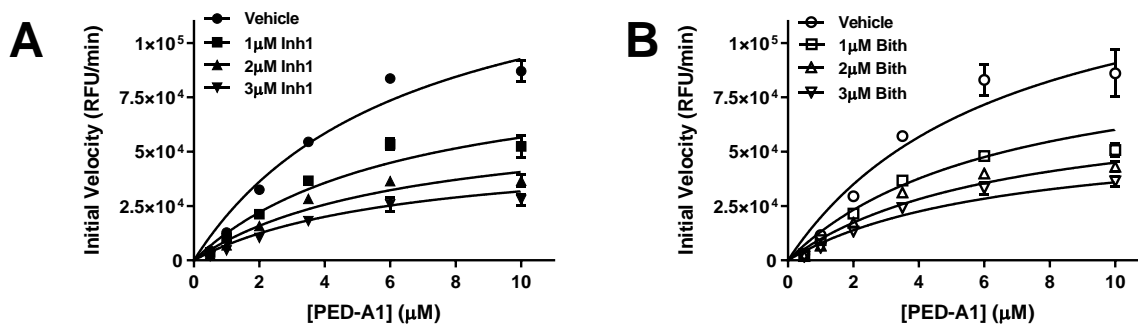 A
Vehicle
1µM Inh1
2µM Inh1
3µM Inh1
Initial Velocity (RFU/min)
1×10⁵
7.5×10⁴
5×10⁴
2.5×10⁴
0
0 2 4 6 8 10
[PED-A1] (µM)
B
Vehicle
1µM Bith
2µM Bith
3µM Bith
Initial Velocity (RFU/min)
1×10⁵
7.5×10⁴
5×10⁴
2.5×10⁴
0
0 2 4 6 8 10
[PED-A1] (µM)